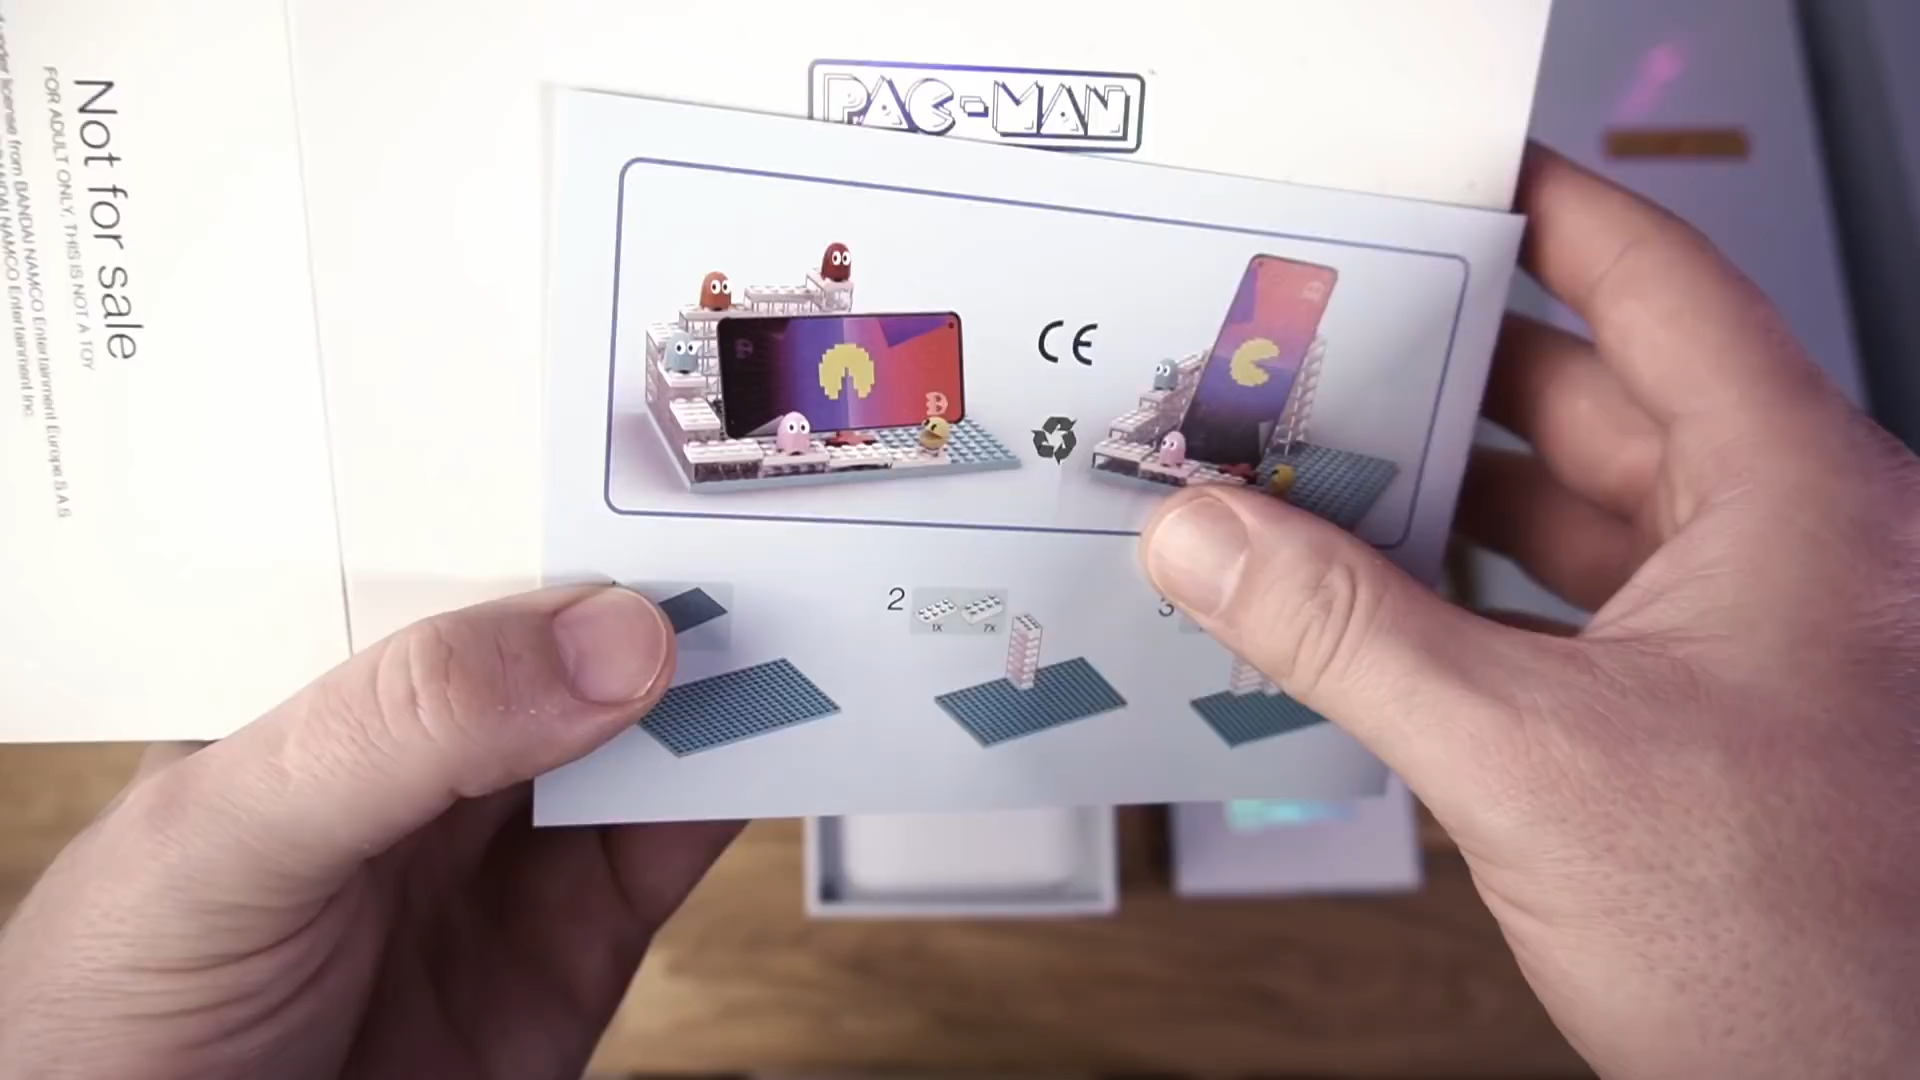 PAC-MAN
Not for sale
FOR ADULT ONLY, THIS IS NOT A TOY
under license from BANDAI NAMCO Entertainment Europe S.A.S
BANDAI NAMCO Entertainment Inc.
CE
2
1X 7X
3